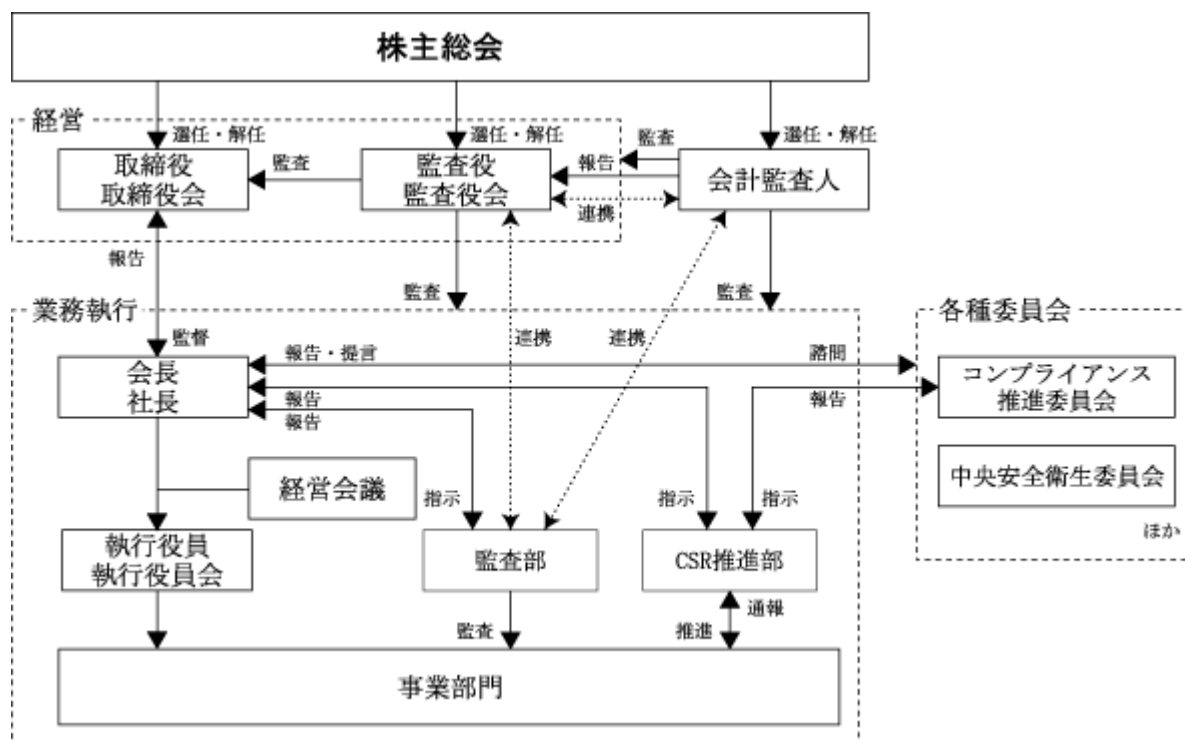 株主総会
経営
選任・解任
選任・解任
選任・解任
取締役
取締役会
監査
監査役
監査役会
報告
監査
会計監査人
連携
報告
監査
監査
業務執行
各種委員会
監督
連携
連携
会長
社長
報告・提言
諮問
報告
報告
報告
コンプライアンス
推進委員会
経営会議
中央安全衛生委員会
指示
指示
指示
ほか
執行役員
執行役員会
監査部
CSR推進部
通報
監査
推進
事業部門